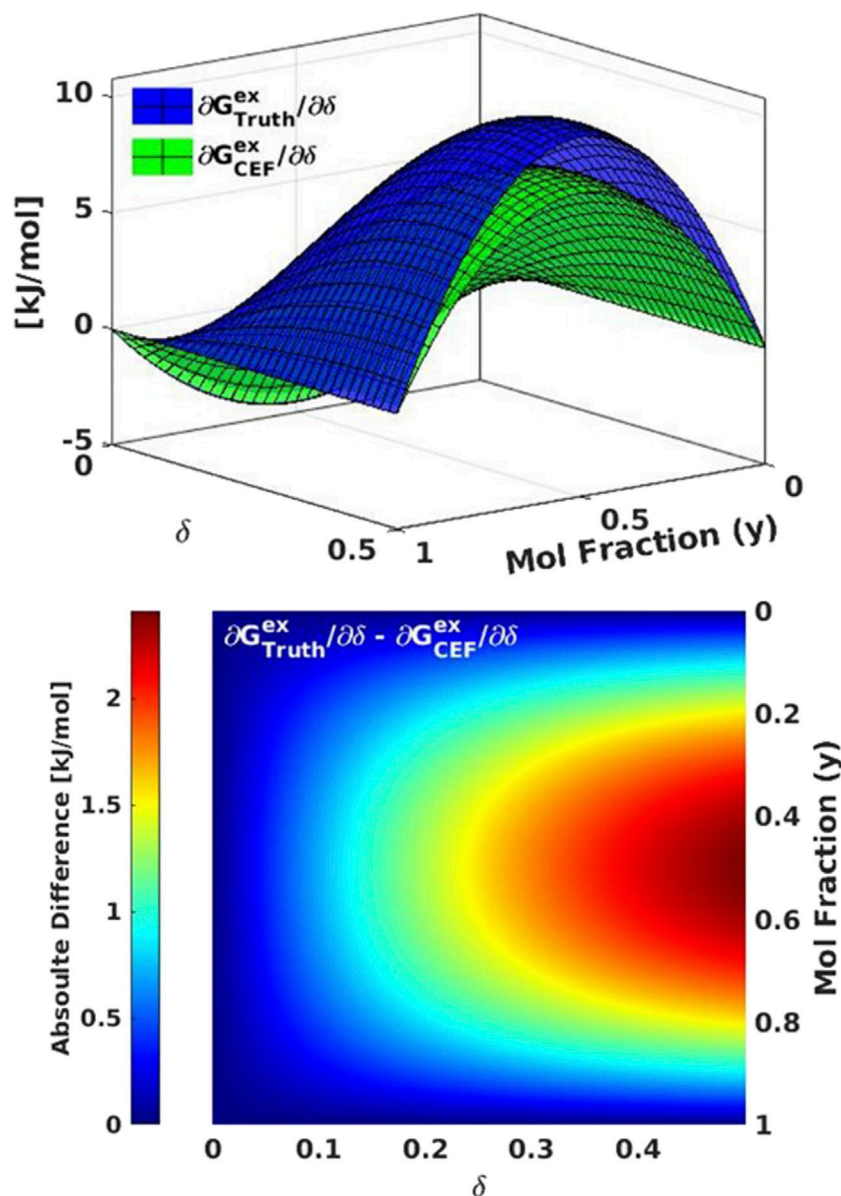 10
∂G^ex_Truth/∂δ
∂G^ex_CEF/∂δ
5
[kJ/mol]
0
-5
0
δ
0.5
1
0.5
0
Mol Fraction (y)
∂G^ex_Truth/∂δ - ∂G^ex_CEF/∂δ
Absoulte Difference [kJ/mol]
2
1.5
1
0.5
0
0
0.2
0.4
0.6
0.8
1
Mol Fraction (y)
0 0.1 0.2 0.3 0.4
δ